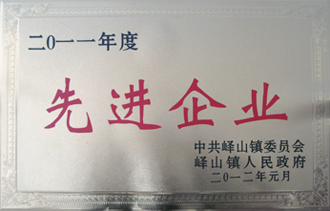 二〇一一年度
先进企业
中共峄山镇委员会
峄山镇人民政府
二〇一二年元月